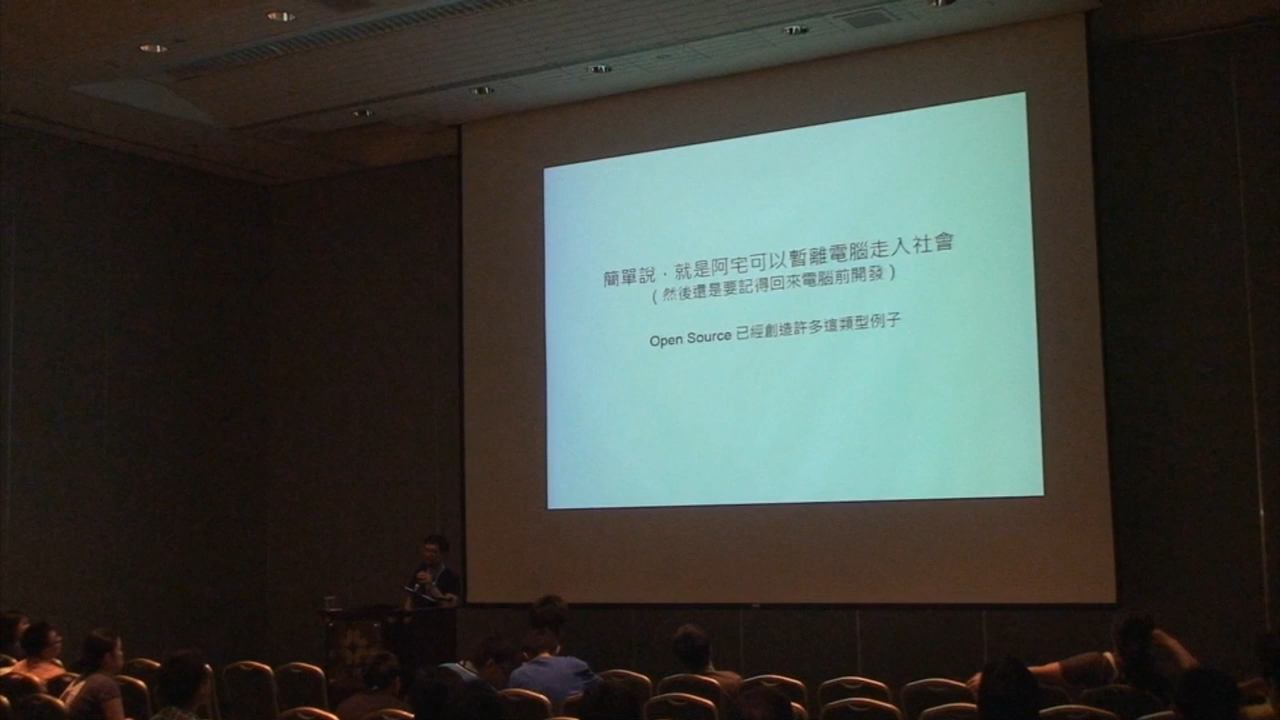 簡單說，就是阿宅可以暫離電腦走入社會
（然後還是要記得回來電腦前開發）
Open Source 已經創造許多這類型例子